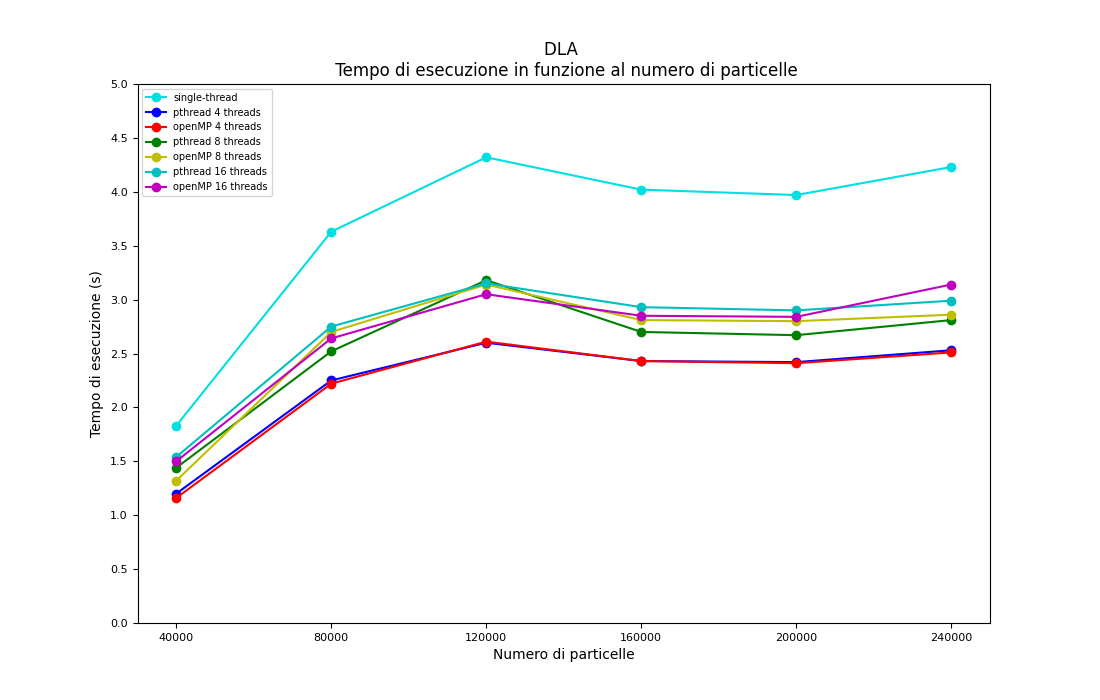 DLA
Tempo di esecuzione in funzione al numero di particelle
5.0
4.5
4.0
3.5
3.0
2.5
2.0
1.5
1.0
0.5
0.0
Tempo di esecuzione (s)
single-thread
pthread 4 threads
openMP 4 threads
pthread 8 threads
openMP 8 threads
pthread 16 threads
openMP 16 threads
40000 80000 120000 160000 200000 240000
Numero di particelle